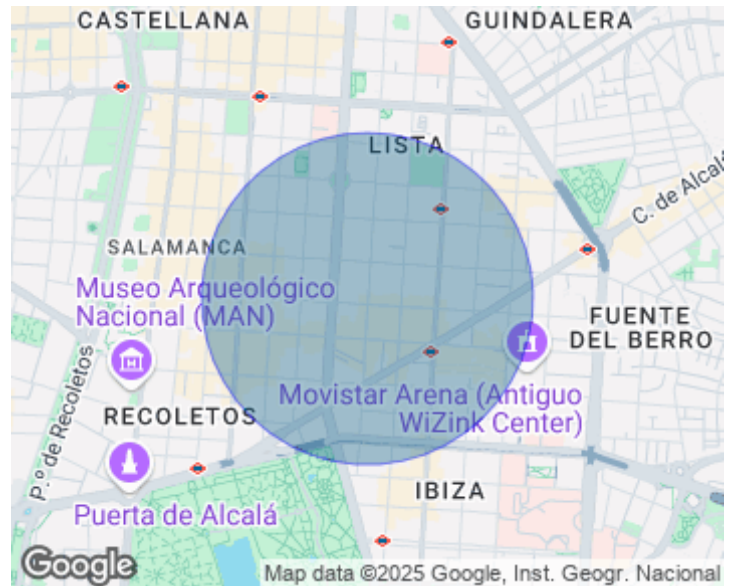 CASTELLANA
GUINDALERA
LISTA
C. de Alcalá
SALAMANCA
Museo Arqueológico
Nacional (MAN)
FUENTE
DEL BERRO
Movistar Arena (Antiguo
WiZink Center)
RECOLETOS
P.º de Recoletos
IBIZA
Puerta de Alcalá
Google
Map data ©2025 Google, Inst. Geogr. Nacional